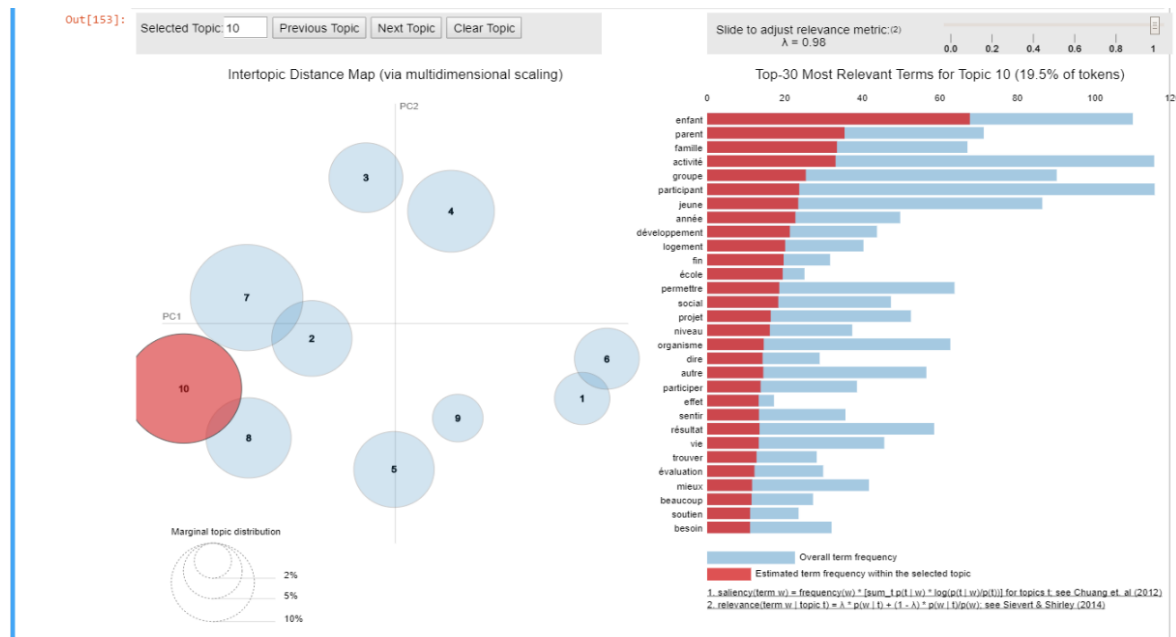 Out[153]:
Selected Topic: 10 Previous Topic Next Topic Clear Topic
Slide to adjust relevance metric:(2)
λ = 0.98
0.0 0.2 0.4 0.6 0.8 1
Intertopic Distance Map (via multidimensional scaling)
PC2
PC1
3
4
7
2
10
6
1
8
9
5
Marginal topic distribution
2%
5%
10%
Top-30 Most Relevant Terms for Topic 10 (19.5% of tokens)
0 20 40 60 80 100 120
enfant
parent
famille
activité
groupe
participant
jeune
année
développement
logement
fin
école
permettre
social
projet
niveau
organisme
dire
autre
participer
effet
sentir
résultat
vie
trouver
évaluation
mieux
beaucoup
soutien
besoin
Overall term frequency
Estimated term frequency within the selected topic
1. saliency(term w) = frequency(w) * [sum_t p(t | w) * log(p(t | w)/p(t))] for topics t; see Chuang et. al (2012)
2. relevance(term w | topic t) = λ * p(w | t) + (1 - λ) * p(w | t)/p(w); see Sievert & Shirley (2014)